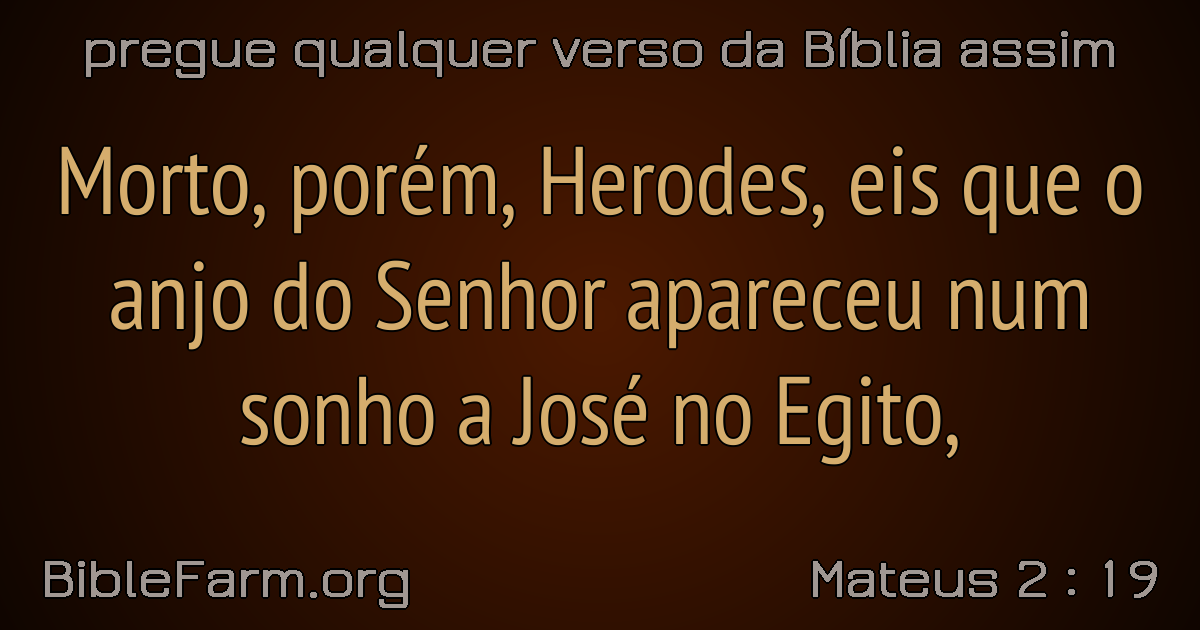 pregue qualquer verso da Bíblia assim
Morto, porém, Herodes, eis que o
anjo do Senhor apareceu num
sonho a José no Egito,
BibleFarm.org
Mateus 2 : 19